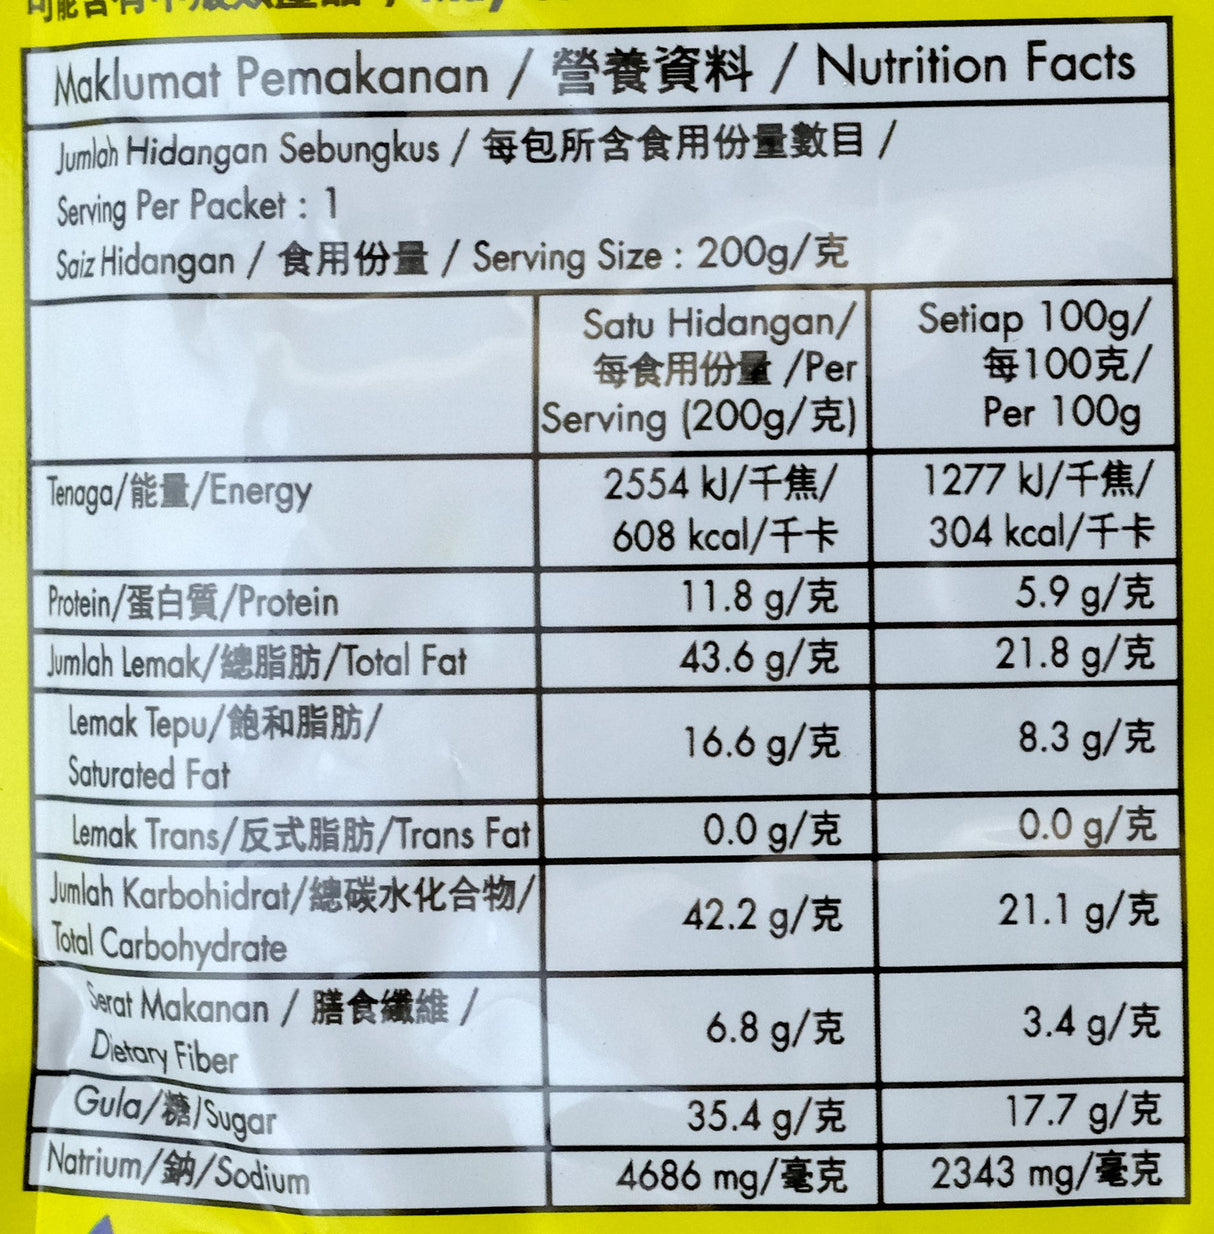 可能含有
Maklumat Pemakanan / 營養資料 / Nutrition Facts
Jumlah Hidangan Sebungkus / 每包所含食用份量數目 /
Serving Per Packet : 1
Saiz Hidangan / 食用份量 / Serving Size : 200g/克
Satu Hidangan/
每食用份量 /Per
Serving (200g/克)
Setiap 100g/
每100克/
Per 100g
Tenaga/能量/Energy
2554 kJ/千焦/
608 kcal/千卡
1277 kJ/千焦/
304 kcal/千卡
Protein/蛋白質/Protein 11.8 g/克 5.9 g/克
Jumlah Lemak/總脂肪/Total Fat 43.6 g/克 21.8 g/克
Lemak Tepu/飽和脂肪/
Saturated Fat
16.6 g/克 8.3 g/克
Lemak Trans/反式脂肪/Trans Fat 0.0 g/克 0.0 g/克
Jumlah Karbohidrat/總碳水化合物/
Total Carbohydrate
42.2 g/克 21.1 g/克
Serat Makanan / 膳食纖維 /
Dietary Fiber
6.8 g/克 3.4 g/克
Gula/糖/Sugar 35.4 g/克 17.7 g/克
Natrium/鈉/Sodium 4686 mg/毫克 2343 mg/毫克